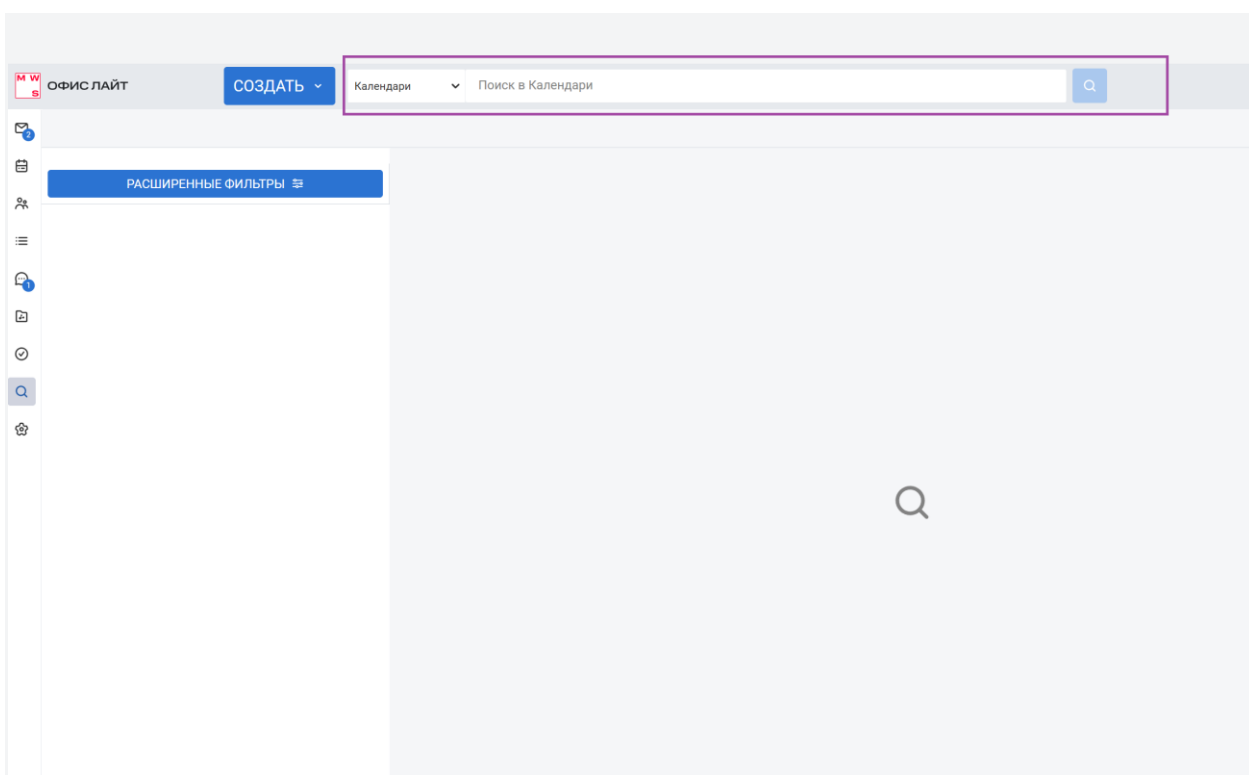 M W
S
ОФИС ЛАЙТ
СОЗДАТЬ
Календари
Поиск в Календари
2
РАСШИРЕННЫЕ ФИЛЬТРЫ
1